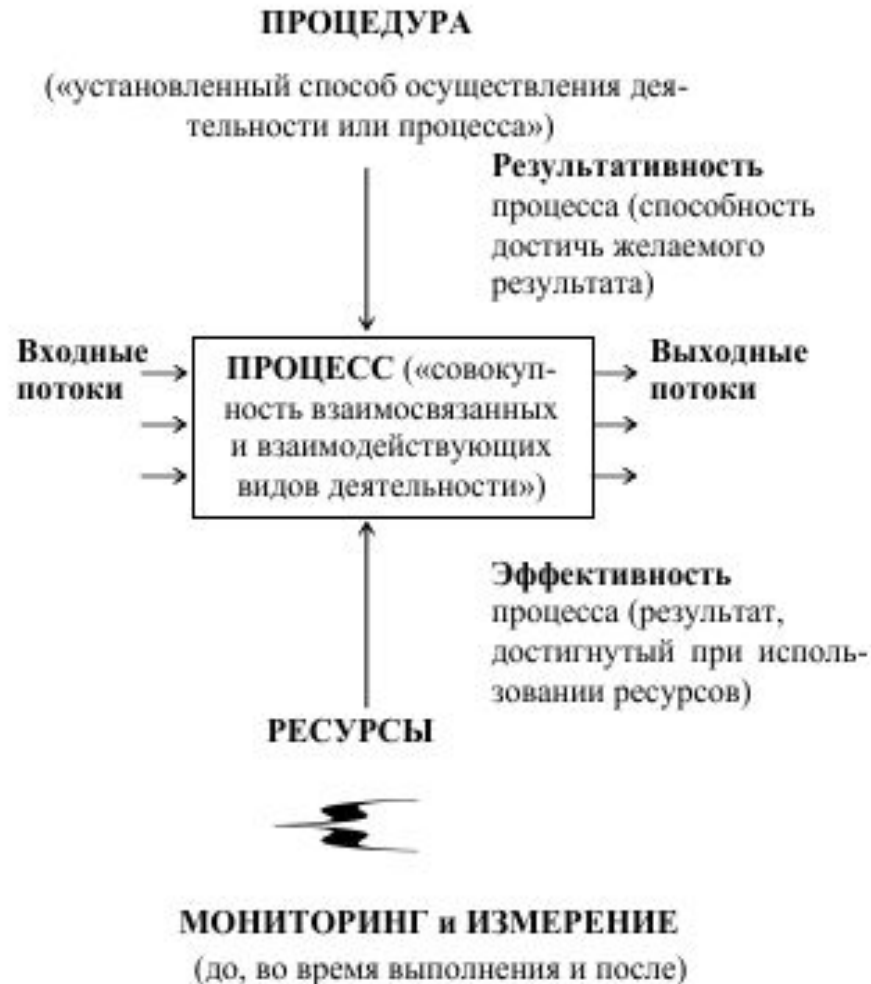 ПРОЦЕДУРА
(«установленный способ осуществления дея-
тельности или процесса»)
Результативность
процесса (способность
достичь желаемого
результата)
Входные
потоки
ПРОЦЕСС («совокуп-
ность взаимосвязанных
и взаимодействующих
видов деятельности»)
Выходные
потоки
Эффективность
процесса (результат,
достигнутый при исполь-
зовании ресурсов)
РЕСУРСЫ
МОНИТОРИНГ и ИЗМЕРЕНИЕ
(до, во время выполнения и после)